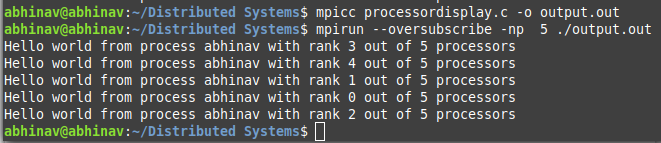 abhinav@abhinav:~/Distributed Systems$ mpicc processordisplay.c -o output.out
abhinav@abhinav:~/Distributed Systems$ mpirun --oversubscribe -np  5 ./output.out
Hello world from process abhinav with rank 3 out of 5 processors
Hello world from process abhinav with rank 4 out of 5 processors
Hello world from process abhinav with rank 1 out of 5 processors
Hello world from process abhinav with rank 0 out of 5 processors
Hello world from process abhinav with rank 2 out of 5 processors
abhinav@abhinav:~/Distributed Systems$